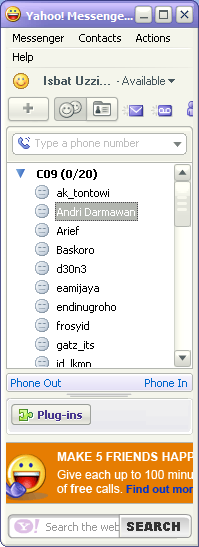 Yahoo! Messenge...
Messenger Contacts Actions
Help
Isbat Uzzi... - Available
Type a phone number
C09 (0/20)
ak_tontowi
Andri Darmawan
Arief
Baskoro
d30n3
eamijaya
endinugroho
frosyid
gatz_its
id_lkmn
Phone Out Phone In
Plug-ins
MAKE 5 FRIENDS HAPP
Give each up to 100 minu
of free calls. Find out mor
Y! Search the web SEARCH